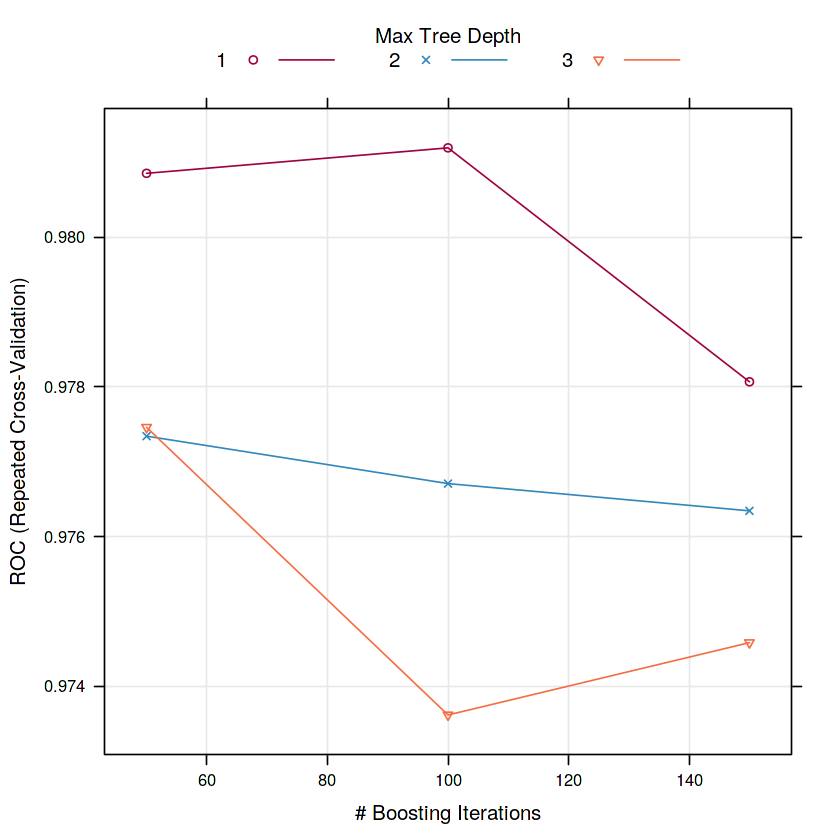 Max Tree Depth
1 2 3
0.980
0.978
0.976
0.974
ROC (Repeated Cross-Validation)
60 80 100 120 140
# Boosting Iterations